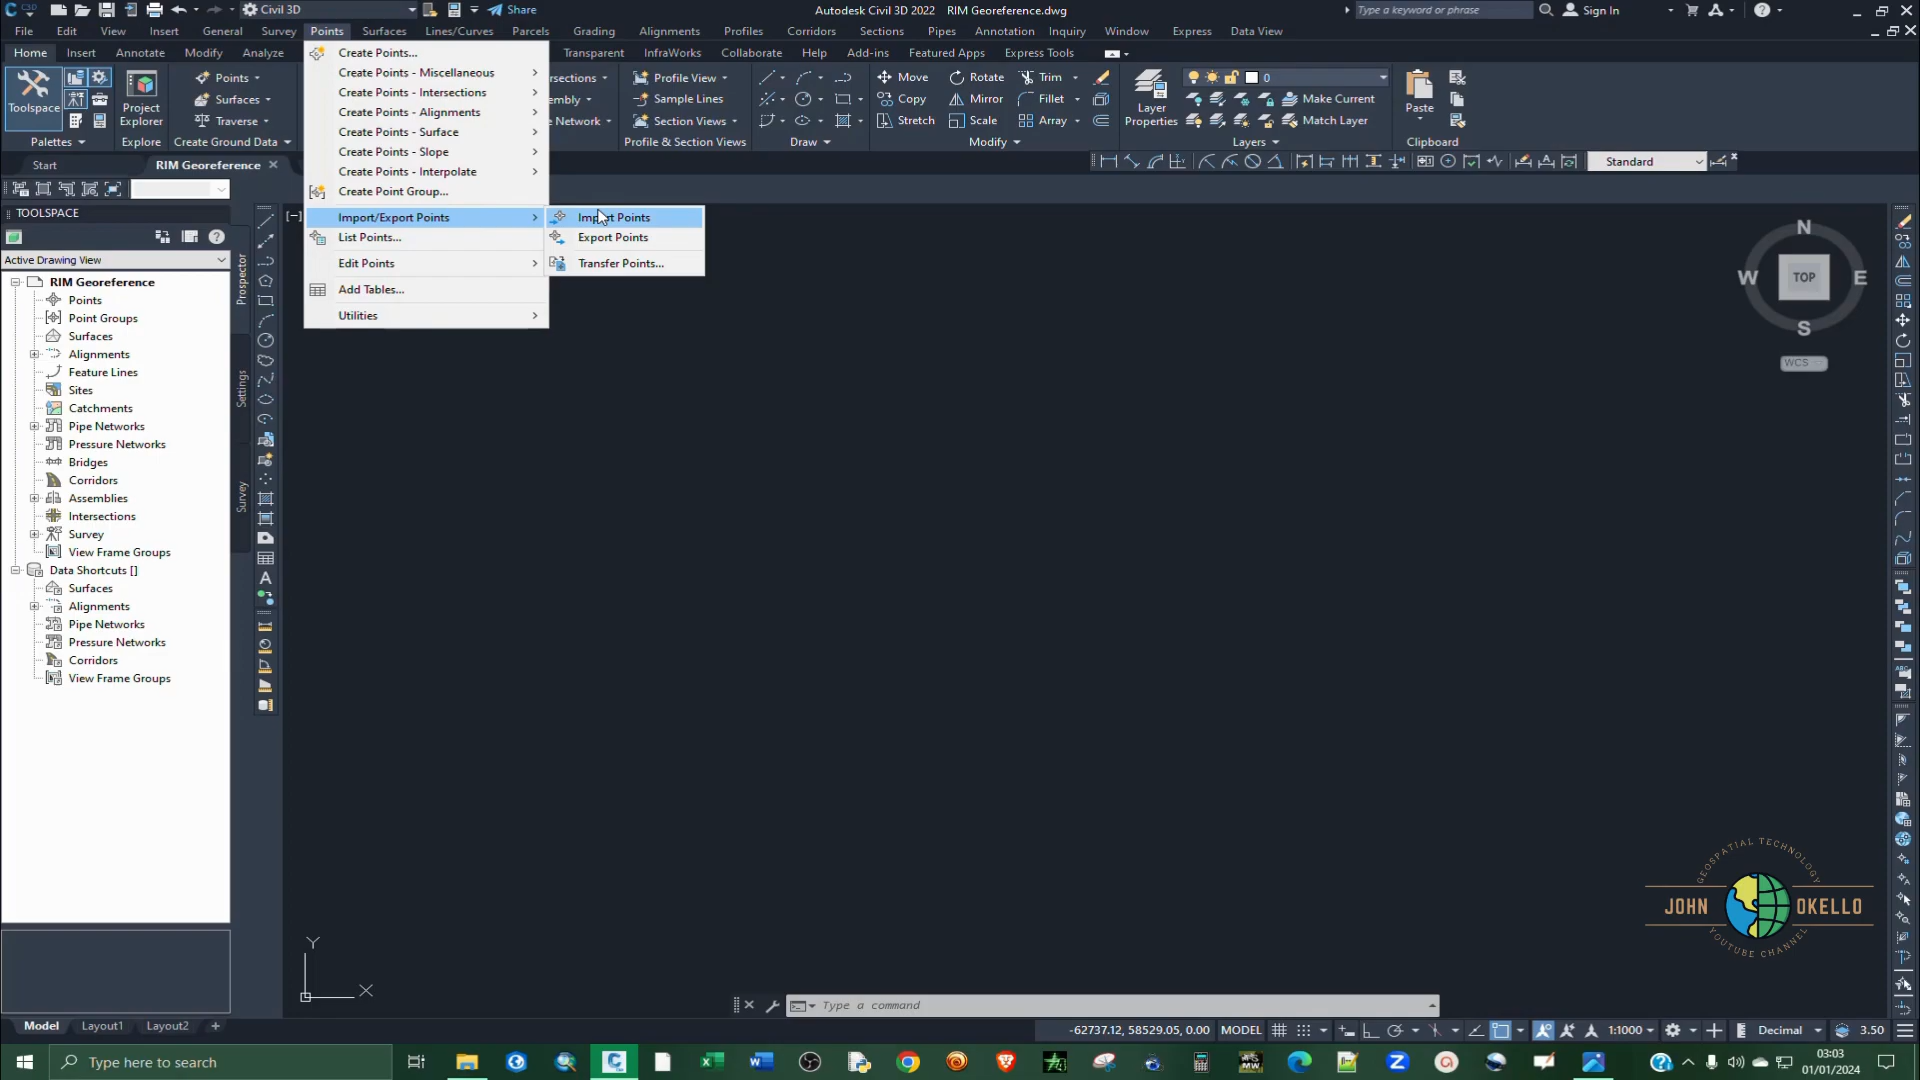 Civil 3D
Share
Autodesk Civil 3D 2022 RIM Georeference.dwg
Type a keyword or phrase
Sign In
File Edit View Insert General Survey Points Surfaces Lines/Curves Parcels Grading Alignments Profiles Corridors Sections Pipes Annotation Inquiry Window Express Data View
Home Insert Annotate Modify Analyze Transparent InfraWorks Collaborate Help Add-ins Featured Apps Express Tools
Toolspace
Project
Explorer
Points
Surfaces
Traverse
Palettes Explore Create Ground Data
Profile View
Sample Lines
Section Views
Profile & Section Views
Draw
Move Rotate Trim
Copy Mirror Fillet
Stretch Scale Array
Modify
Layer
Properties
0
Make Current
Match Layer
Layers
Paste
Clipboard
Start RIM Georeference
Standard
Create Points...
Create Points - Miscellaneous
Create Points - Intersections
Create Points - Alignments
Create Points - Surface
Create Points - Slope
Create Points - Interpolate
Create Point Group...
Import/Export Points
List Points...
Edit Points
Add Tables...
Utilities
Import Points
Export Points
Transfer Points...
TOOLSPACE
Active Drawing View
RIM Georeference
Points
Point Groups
Surfaces
Alignments
Feature Lines
Sites
Catchments
Pipe Networks
Pressure Networks
Bridges
Corridors
Assemblies
Intersections
Survey
View Frame Groups
Data Shortcuts []
Surfaces
Alignments
Pipe Networks
Pressure Networks
Corridors
View Frame Groups
Prospector
Settings
Survey
[−]
N
W TOP E
S
WCS
GEOSPATIAL TECHNOLOGY
JOHN OKELLO
YOUTUBE CHANNEL
Y
X
Type a command
Model Layout1 Layout2 +
-62737.12, 58529.05, 0.00 MODEL
1:1000
Decimal
3.50
Type here to search
03:03
01/01/2024